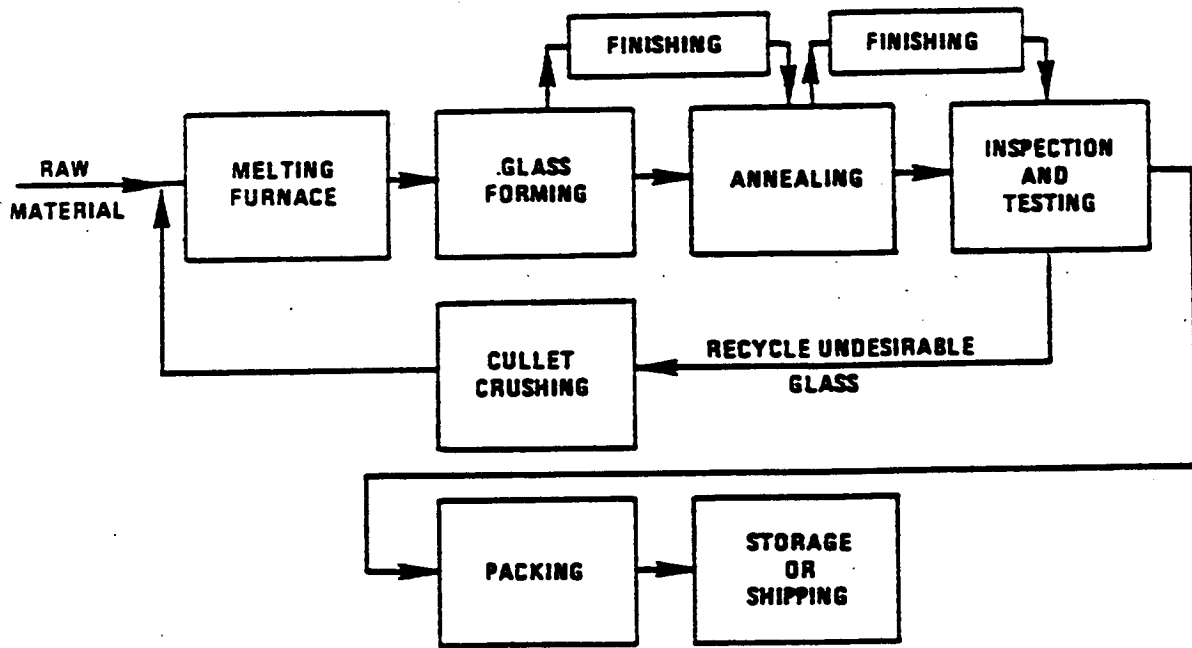 FINISHING
FINISHING
RAW
MATERIAL
MELTING
FURNACE
.GLASS
FORMING
ANNEALING
INSPECTION
AND
TESTING
CULLET
CRUSHING
RECYCLE UNDESIRABLE
GLASS
PACKING
STORAGE
OR
SHIPPING